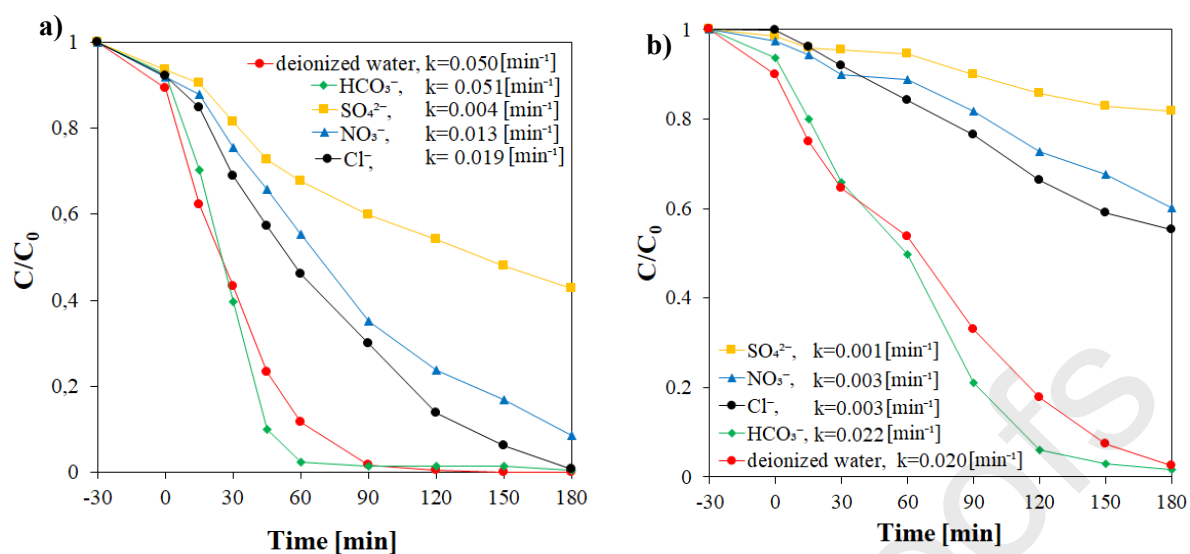 a)
deionized water, k=0.050 [min⁻¹]
HCO₃⁻, k= 0.051[min⁻¹]
SO₄²⁻, k=0.004 [min⁻¹]
NO₃⁻, k=0.013 [min⁻¹]
Cl⁻, k= 0.019 [min⁻¹]
1
0,8
0,6
0,4
0,2
0
C/C₀
-30 0 30 60 90 120 150 180
Time [min]
b)
1
0.8
0.6
0.4
0.2
0
C/C₀
SO₄²⁻, k=0.001 [min⁻¹]
NO₃⁻, k=0.003 [min⁻¹]
Cl⁻, k=0.003 [min⁻¹]
HCO₃⁻, k=0.022 [min⁻¹]
deionized water, k=0.020 [min⁻¹]
-30 0 30 60 90 120 150 180
Time [min]